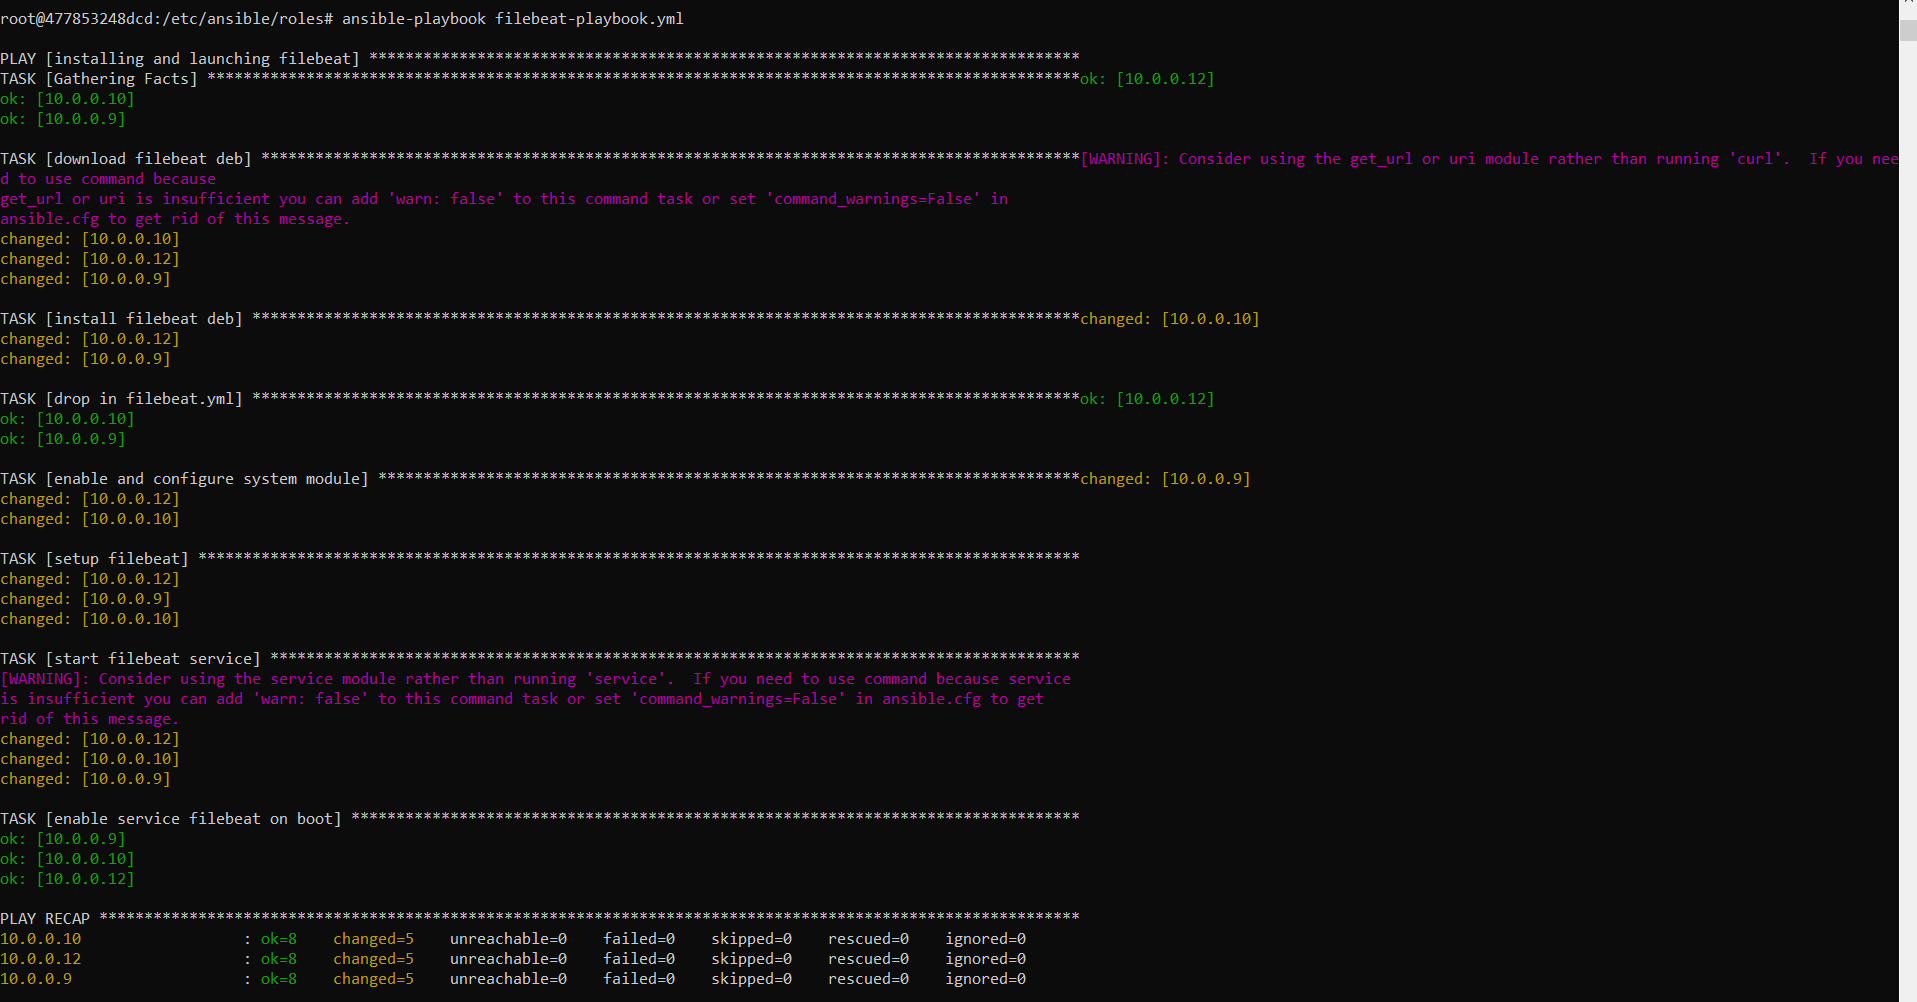 root@477853248dcd:/etc/ansible/roles# ansible-playbook filebeat-playbook.yml
PLAY [installing and launching filebeat] *******************************************************************************
TASK [Gathering Facts] *************************************************************************************************ok: [10.0.0.12]
ok: [10.0.0.10]
ok: [10.0.0.9]
TASK [download filebeat deb] *******************************************************************************************[WARNING]: Consider using the get_url or uri module rather than running 'curl'.  If you nee
d to use command because
get_url or uri is insufficient you can add 'warn: false' to this command task or set 'command_warnings=False' in
ansible.cfg to get rid of this message.
changed: [10.0.0.10]
changed: [10.0.0.12]
changed: [10.0.0.9]
TASK [install filebeat deb] ********************************************************************************************changed: [10.0.0.10]
changed: [10.0.0.12]
changed: [10.0.0.9]
TASK [drop in filebeat.yml] ********************************************************************************************ok: [10.0.0.12]
ok: [10.0.0.10]
ok: [10.0.0.9]
TASK [enable and configure system module] ******************************************************************************changed: [10.0.0.9]
changed: [10.0.0.12]
changed: [10.0.0.10]
TASK [setup filebeat] **************************************************************************************************
changed: [10.0.0.12]
changed: [10.0.0.9]
changed: [10.0.0.10]
TASK [start filebeat service] ******************************************************************************************
[WARNING]: Consider using the service module rather than running 'service'.  If you need to use command because service
is insufficient you can add 'warn: false' to this command task or set 'command_warnings=False' in ansible.cfg to get
rid of this message.
changed: [10.0.0.12]
changed: [10.0.0.10]
changed: [10.0.0.9]
TASK [enable service filebeat on boot] *********************************************************************************
ok: [10.0.0.9]
ok: [10.0.0.10]
ok: [10.0.0.12]
PLAY RECAP *************************************************************************************************************
10.0.0.10                  : ok=8    changed=5    unreachable=0    failed=0    skipped=0    rescued=0    ignored=0
10.0.0.12                  : ok=8    changed=5    unreachable=0    failed=0    skipped=0    rescued=0    ignored=0
10.0.0.9                   : ok=8    changed=5    unreachable=0    failed=0    skipped=0    rescued=0    ignored=0